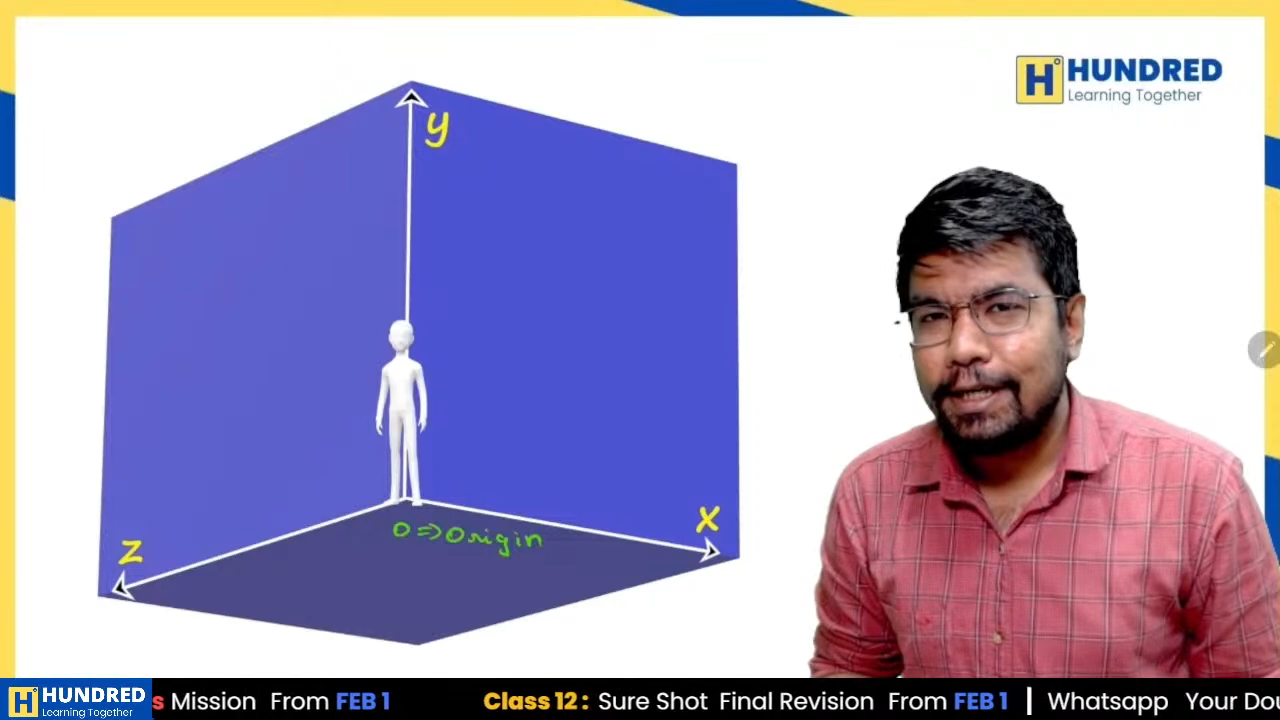 H° HUNDRED
Learning Together
y
O => Origin
x
z
H° HUNDRED
Learning Together
Mission From FEB 1
Class 12: Sure Shot Final Revision From FEB 1 | Whatsapp Your